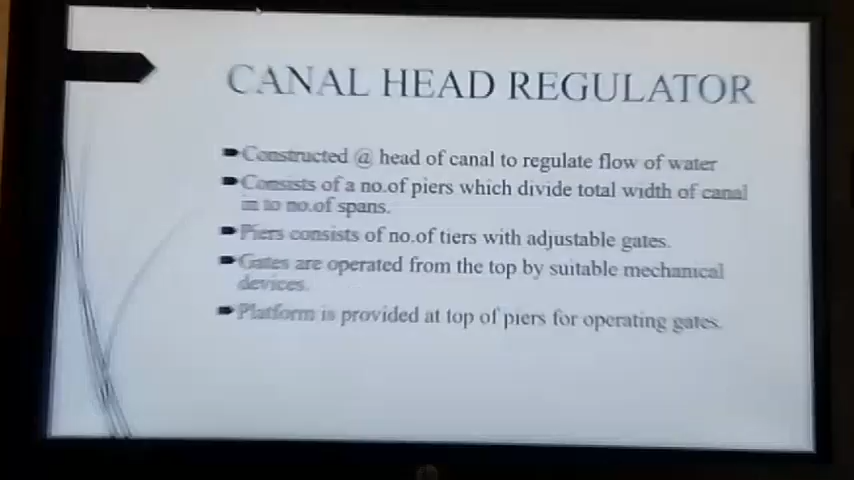 CANAL HEAD REGULATOR
Constructed @ head of canal to regulate flow of water
Consists of a no.of piers which divide total width of canal
in to no.of spans.
Piers consists of no.of tiers with adjustable gates.
Gates are operated from the top by suitable mechanical
devices.
Platform is provided at top of piers for operating gates.